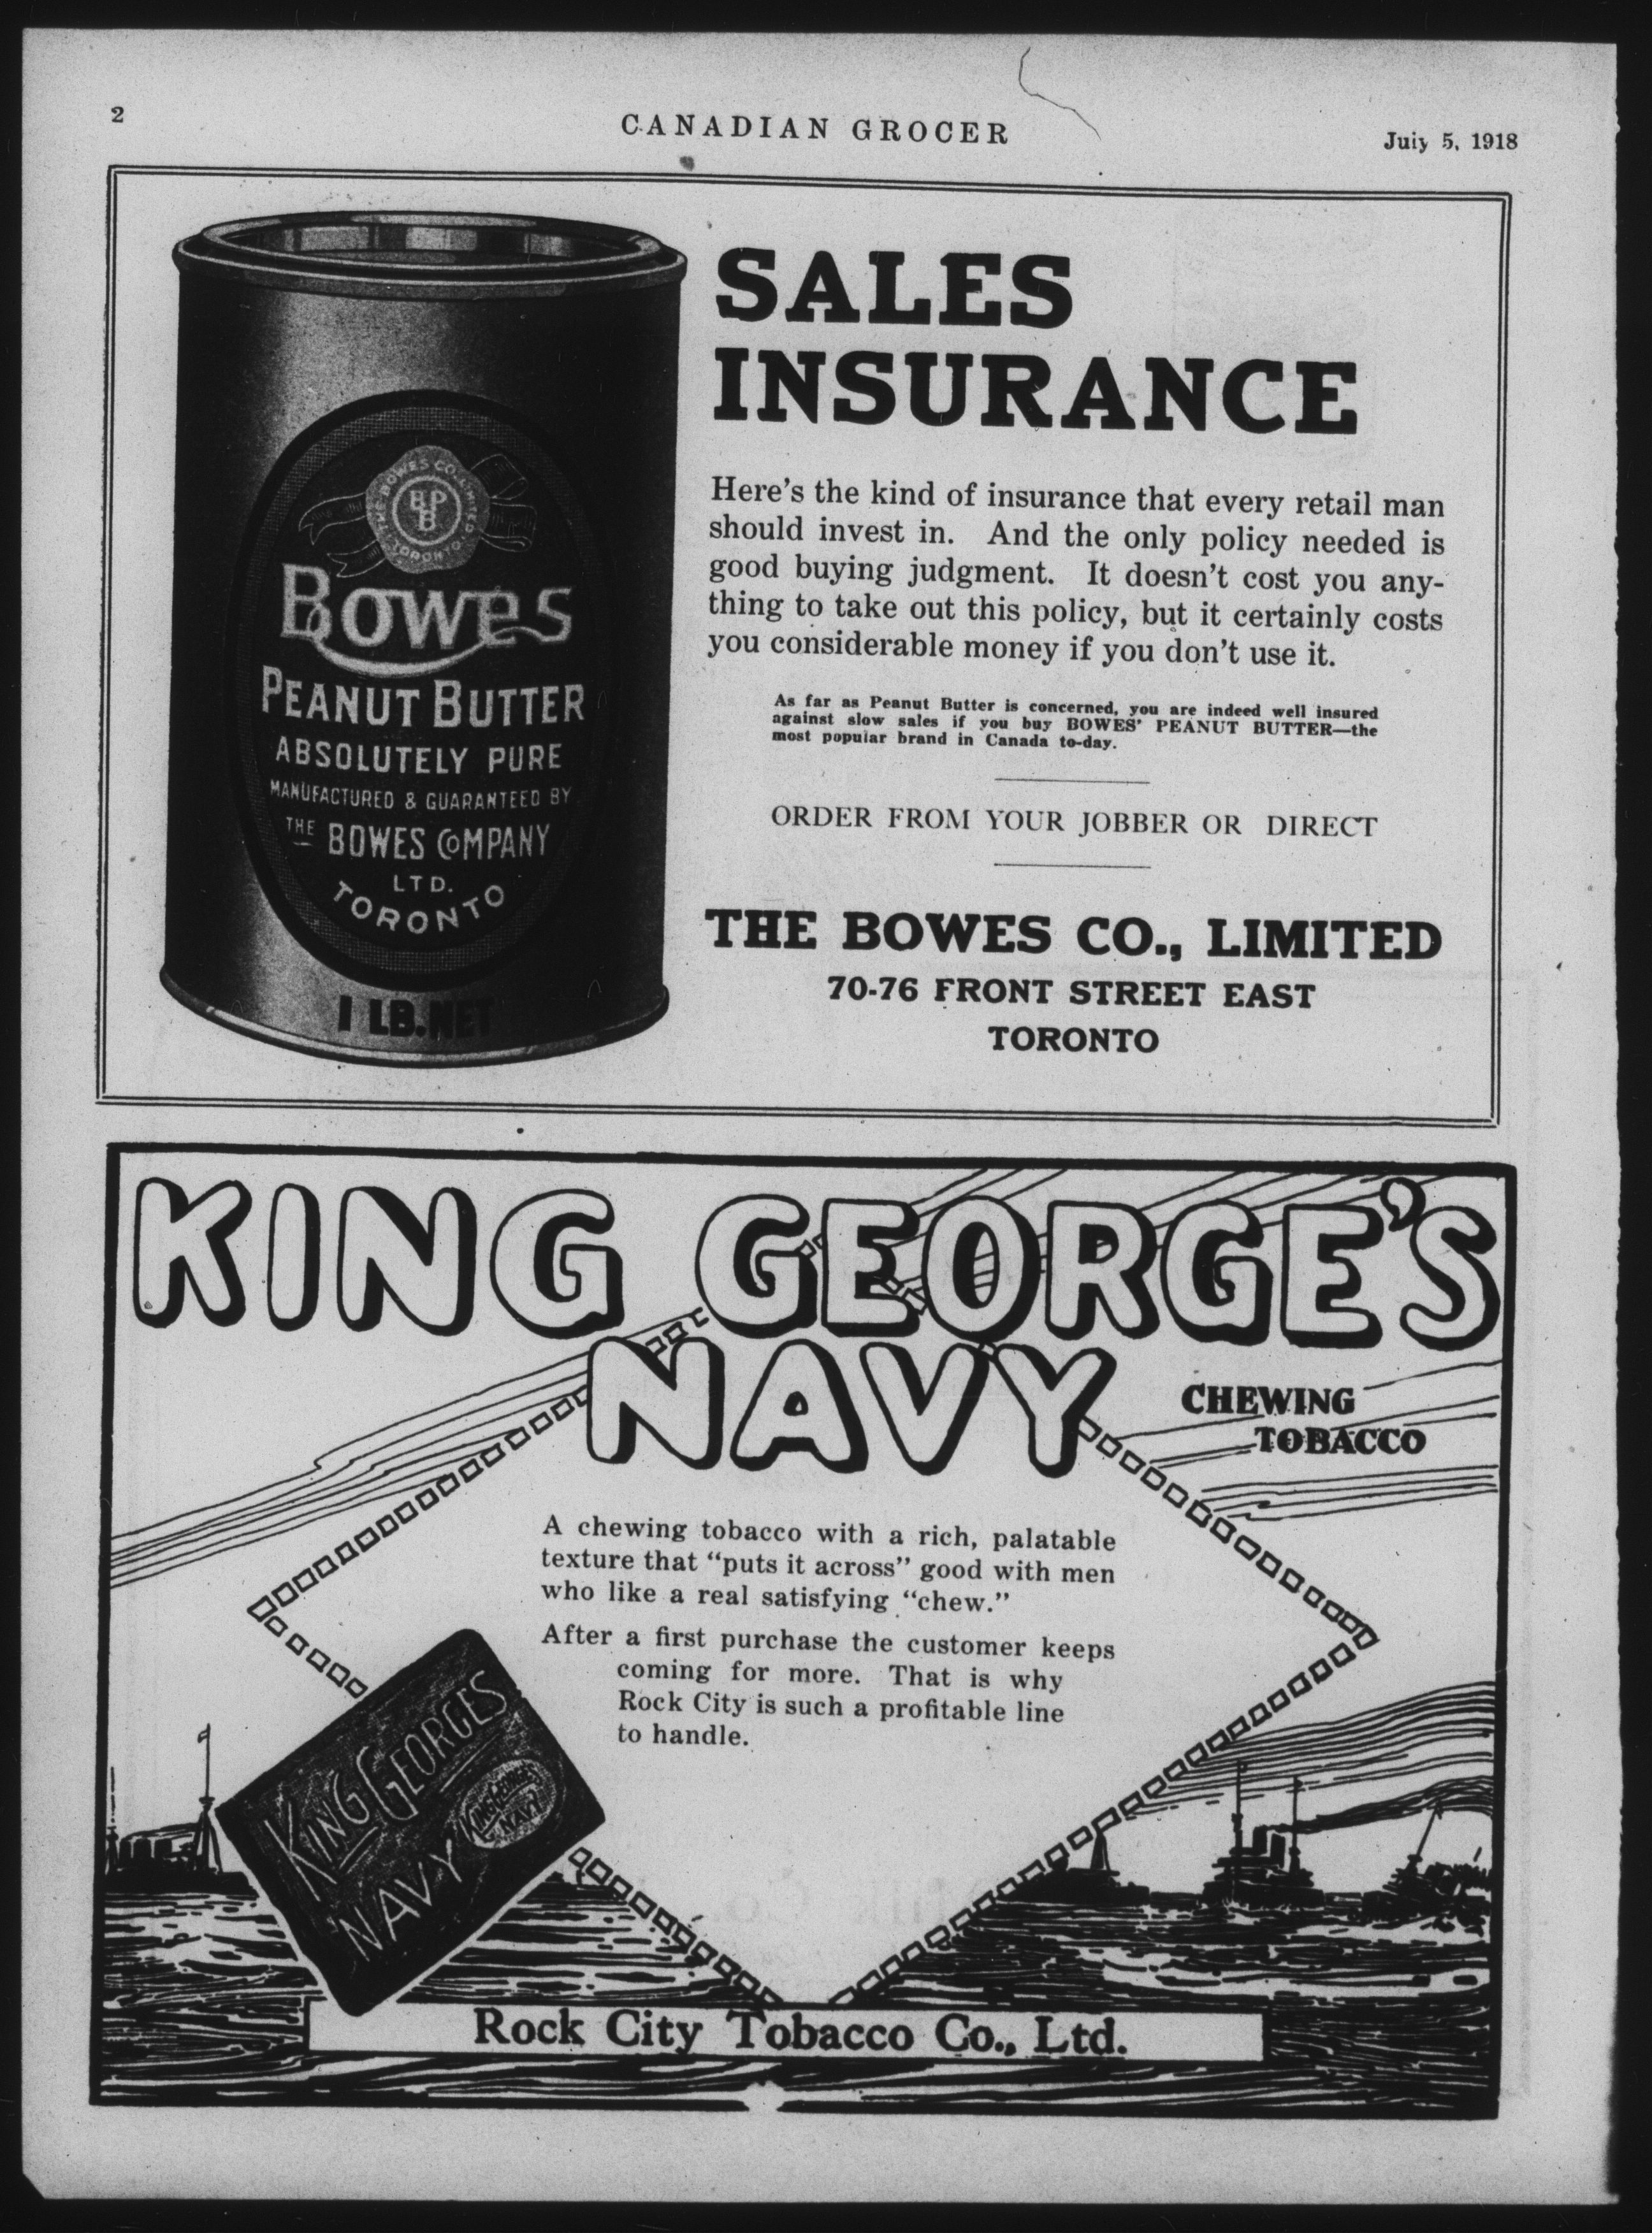 2
CANADIAN GROCER
July 5, 1918
THE BOWES CO. LIMITED
TORONTO.
BPB
Bowes
PEANUT BUTTER
ABSOLUTELY PURE
MANUFACTURED & GUARANTEED BY
THE BOWES COMPANY
LTD.
TORONTO
1 LB. NET
SALES
INSURANCE
Here's the kind of insurance that every retail man
should invest in. And the only policy needed is
good buying judgment. It doesn't cost you any-
thing to take out this policy, but it certainly costs
you considerable money if you don't use it.
As far as Peanut Butter is concerned, you are indeed well insured
against slow sales if you buy BOWES' PEANUT BUTTER—the
most popular brand in Canada to-day.
ORDER FROM YOUR JOBBER OR DIRECT
THE BOWES CO., LIMITED
70-76 FRONT STREET EAST
TORONTO
KING GEORGE'S
NAVY
CHEWING
TOBACCO
A chewing tobacco with a rich, palatable
texture that "puts it across" good with men
who like a real satisfying "chew."
After a first purchase the customer keeps
coming for more. That is why
Rock City is such a profitable line
to handle.
KING GEORGES
NAVY
KING GEORGES
NAVY
Rock City Tobacco Co., Ltd.